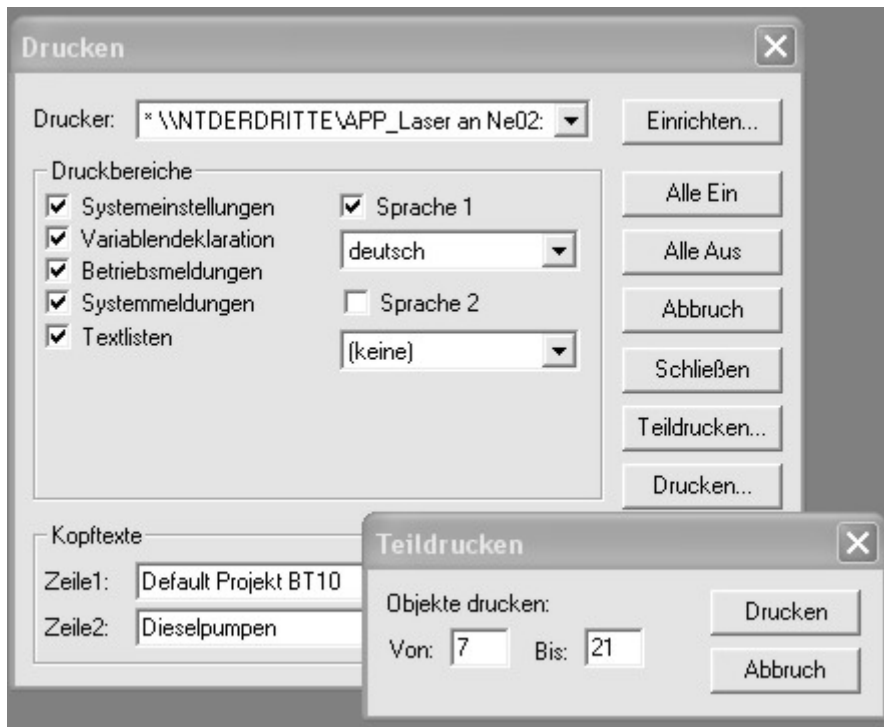 Drucken
Drucker: * \\NTDERDRITTE\APP_Laser an Ne02: Einrichten...
Druckbereiche
Systemeinstellungen
Variablendeklaration
Betriebsmeldungen
Systemmeldungen
Textlisten
Sprache 1
deutsch
Sprache 2
(keine)
Alle Ein
Alle Aus
Abbruch
Schließen
Teildrucken...
Drucken...
Kopftexte
Zeile1: Default Projekt BT10
Zeile2: Dieselpumpen
Teildrucken
Objekte drucken:
Von: 7 Bis: 21
Drucken
Abbruch